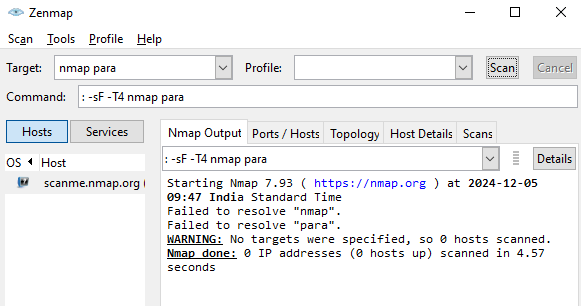 Zenmap
Scan Tools Profile Help
Target: nmap para Profile: Scan Cancel
Command: : -sF -T4 nmap para
Hosts Services
Nmap Output Ports / Hosts Topology Host Details Scans
OS Host
: -sF -T4 nmap para Details
scanme.nmap.org (
Starting Nmap 7.93 ( https://nmap.org ) at 2024-12-05
09:47 India Standard Time
Failed to resolve "nmap".
Failed to resolve "para".
WARNING: No targets were specified, so 0 hosts scanned.
Nmap done: 0 IP addresses (0 hosts up) scanned in 4.57
seconds